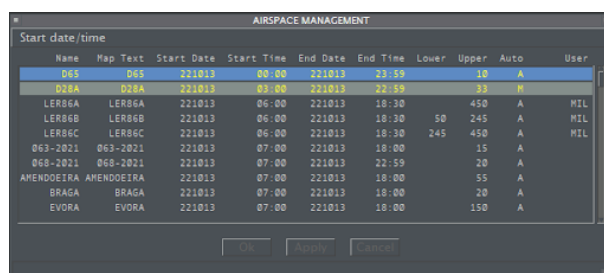 AIRSPACE MANAGEMENT
Start date/time
Name Map Text Start Date Start Time End Date End Time Lower Upper Auto User
D65 D65 221013 00:00 221013 23:59 10 A
D28A D28A 221013 03:00 221013 22:59 33 M
LER86A LER86A 221013 06:00 221013 18:30 450 A MIL
LER86B LER86B 221013 06:00 221013 18:30 50 245 A MIL
LER86C LER86C 221013 06:00 221013 18:30 245 450 A MIL
063-2021 063-2021 221013 07:00 221013 18:00 15 A
068-2021 068-2021 221013 07:00 221013 22:59 20 A
AMENDOEIRA AMENDOEIRA 221013 07:00 221013 18:00 55 A
BRAGA BRAGA 221013 07:00 221013 18:00 20 A
EVORA EVORA 221013 07:00 221013 18:00 150 A
Ok Apply Cancel